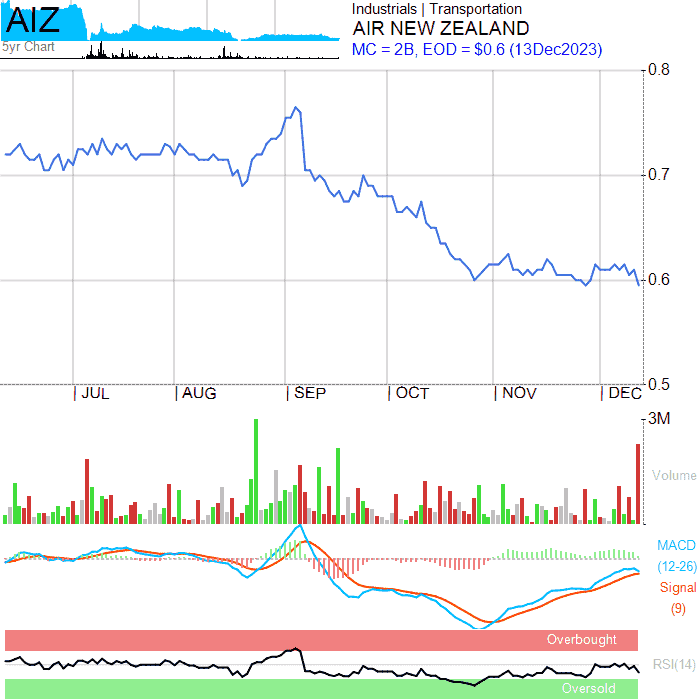 AIZ
5yr Chart
Industrials | Transportation
AIR NEW ZEALAND
MC = 2B, EOD = $0.6 (13Dec2023)
0.8
0.7
0.6
0.5
JUL AUG SEP OCT NOV DEC
3M
Volume
MACD
(12-26)
Signal
(9)
Overbought
RSI(14)
Oversold